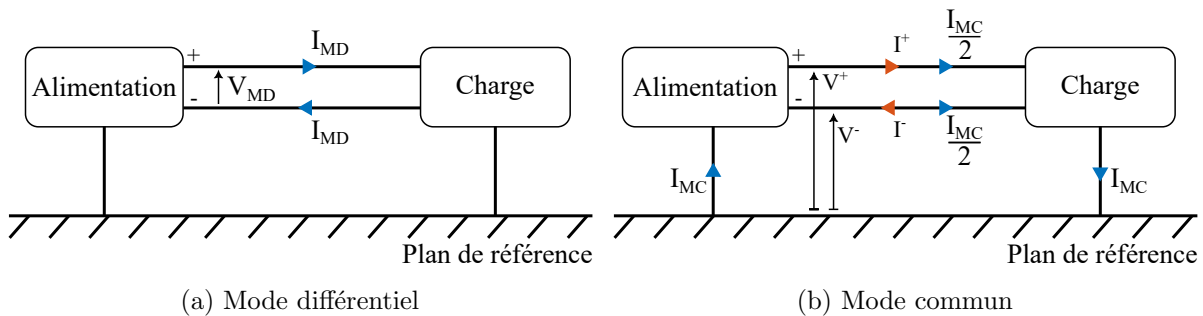 I_MD
+
Alimentation
V_MD
Charge
-
I_MD
Plan de référence
(a) Mode différentiel
I⁺
I_MC
2
+
Alimentation
V⁺
Charge
-
V⁻
I⁻
I_MC
2
I_MC
I_MC
Plan de référence
(b) Mode commun